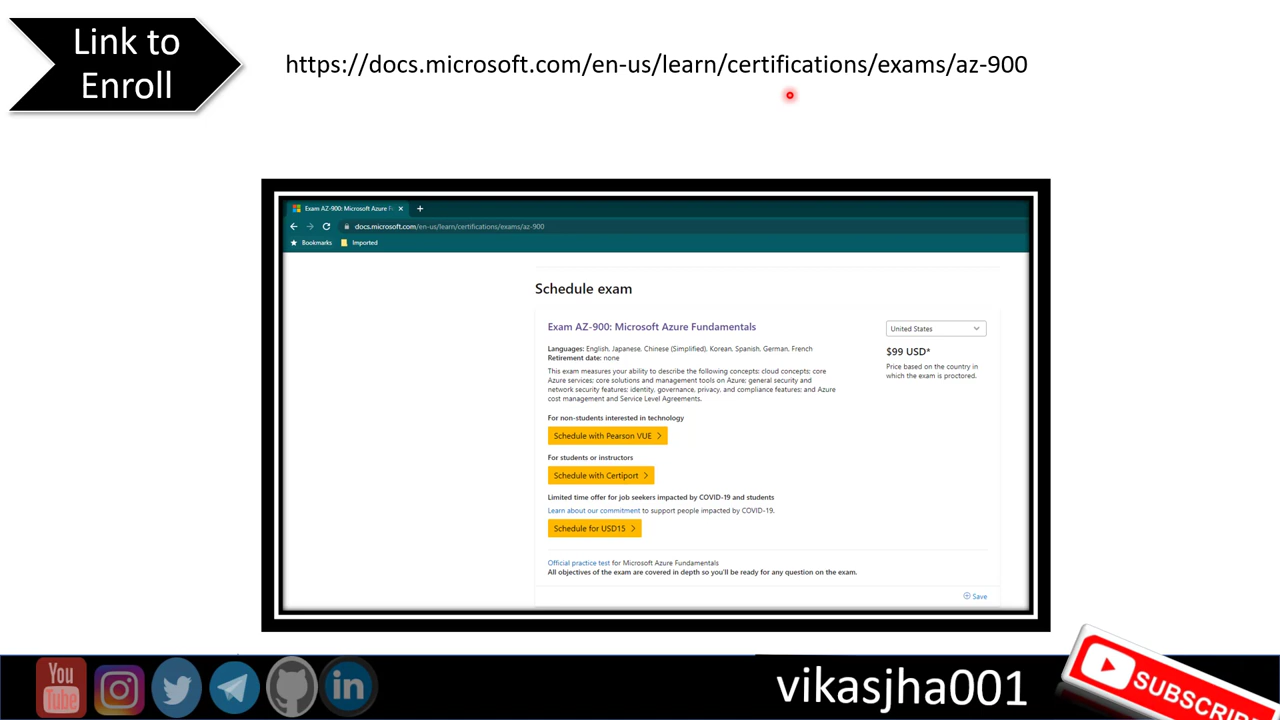 Link to
Enroll
https://docs.microsoft.com/en-us/learn/certifications/exams/az-900
Exam AZ-900: Microsoft Azure F
docs.microsoft.com/en-us/learn/certifications/exams/az-900
Bookmarks
Imported
Schedule exam
Exam AZ-900: Microsoft Azure Fundamentals
United States
Languages: English, Japanese, Chinese (Simplified), Korean, Spanish, German, French
Retirement date: none
$99 USD*
Price based on the country in
which the exam is proctored.
This exam measures your ability to describe the following concepts: cloud concepts; core
Azure services; core solutions and management tools on Azure; general security and
network security features; identity, governance, privacy, and compliance features; and Azure
cost management and Service Level Agreements.
For non-students interested in technology
Schedule with Pearson VUE >
For students or instructors
Schedule with Certiport >
Limited time offer for job seekers impacted by COVID-19 and students
Learn about our commitment to support people impacted by COVID-19.
Schedule for USD15 >
Official practice test for Microsoft Azure Fundamentals
All objectives of the exam are covered in depth so you'll be ready for any question on the exam.
Save
You
Tube
in
vikasjha001
SUBSCRIBE